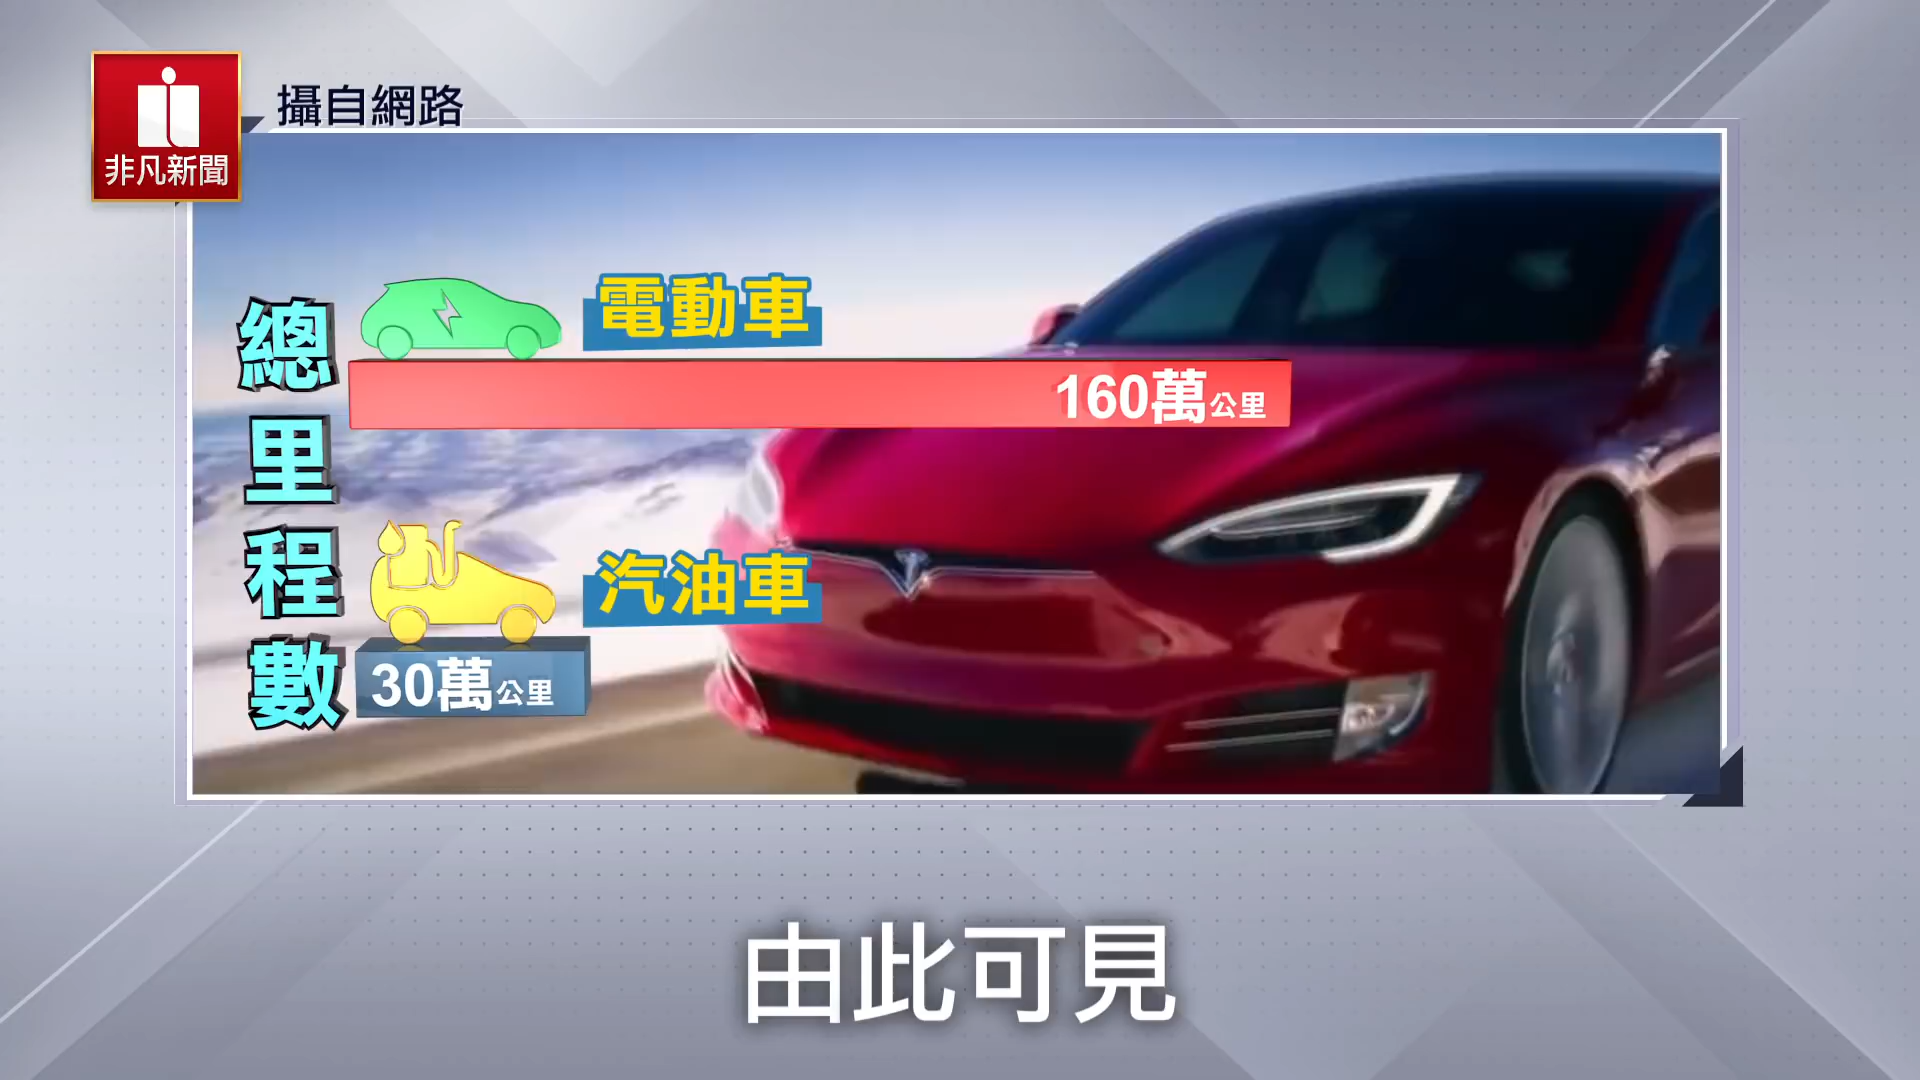 非凡新聞
攝自網路
總里程數
電動車
160萬公里
汽油車
30萬公里
由此可見